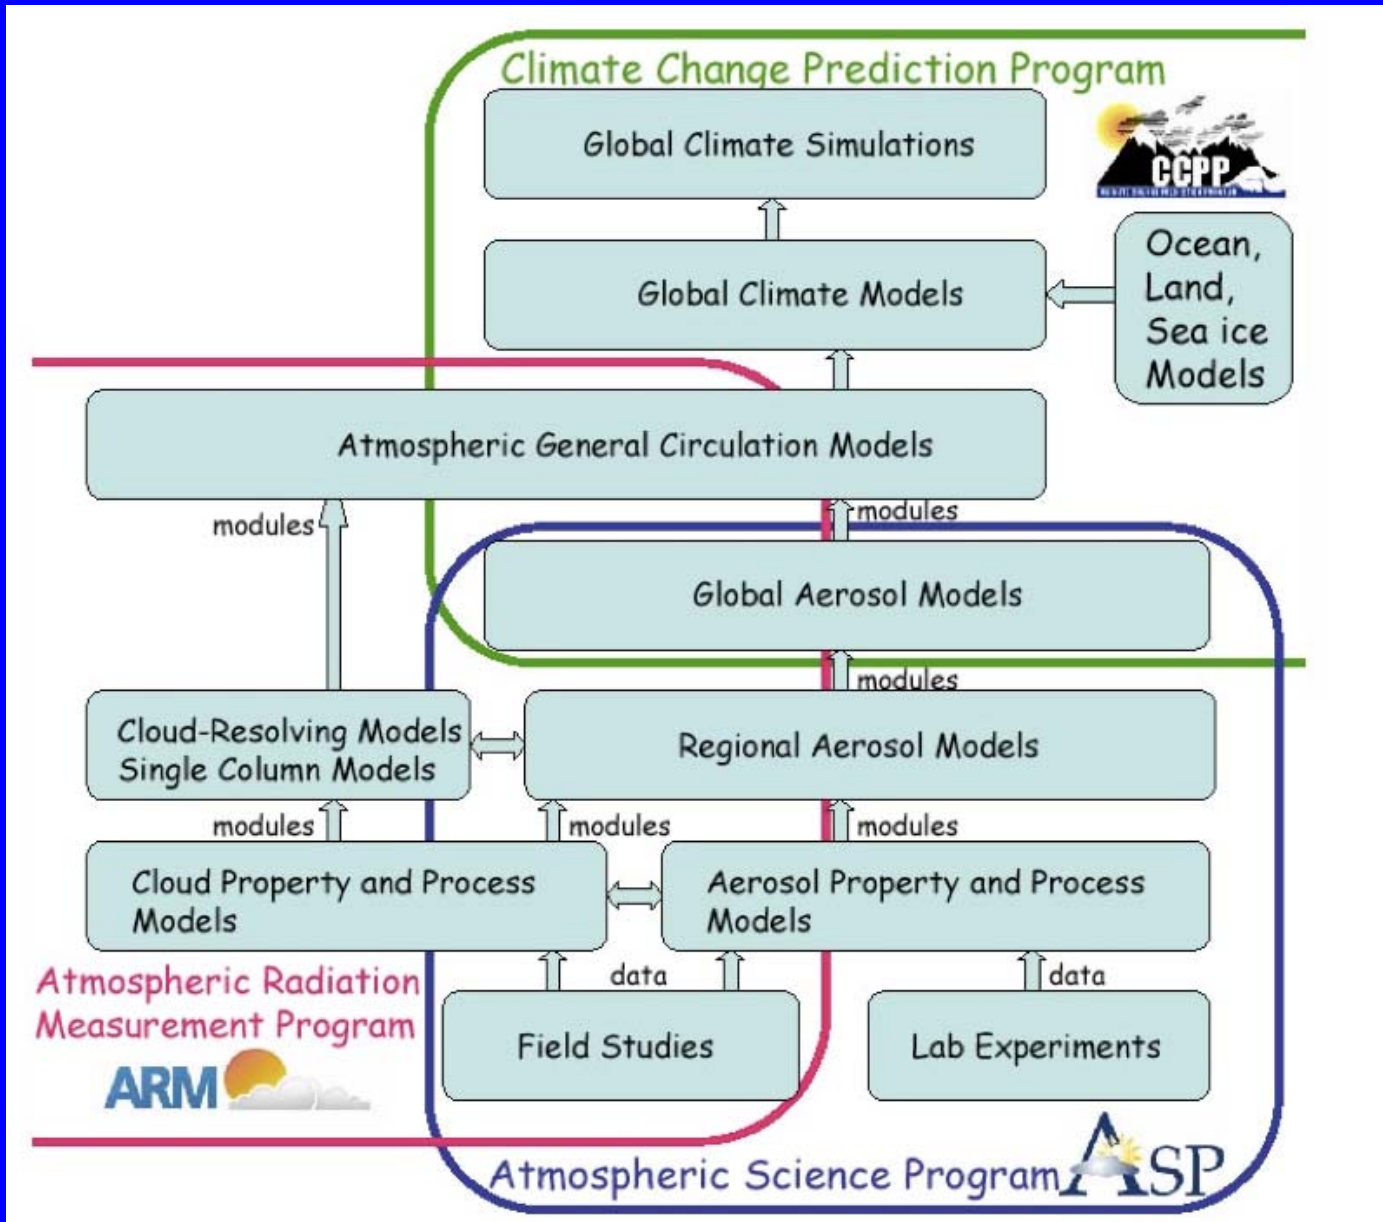 Climate Change Prediction Program
Global Climate Simulations
CCPP
Global Climate Models
Ocean,
Land,
Sea ice
Models
Atmospheric General Circulation Models
modules
modules
Global Aerosol Models
modules
Cloud-Resolving Models
Single Column Models
Regional Aerosol Models
modules
modules
modules
Cloud Property and Process
Models
Aerosol Property and Process
Models
Atmospheric Radiation
Measurement Program
ARM
data
data
Field Studies
Lab Experiments
Atmospheric Science Program
ASP